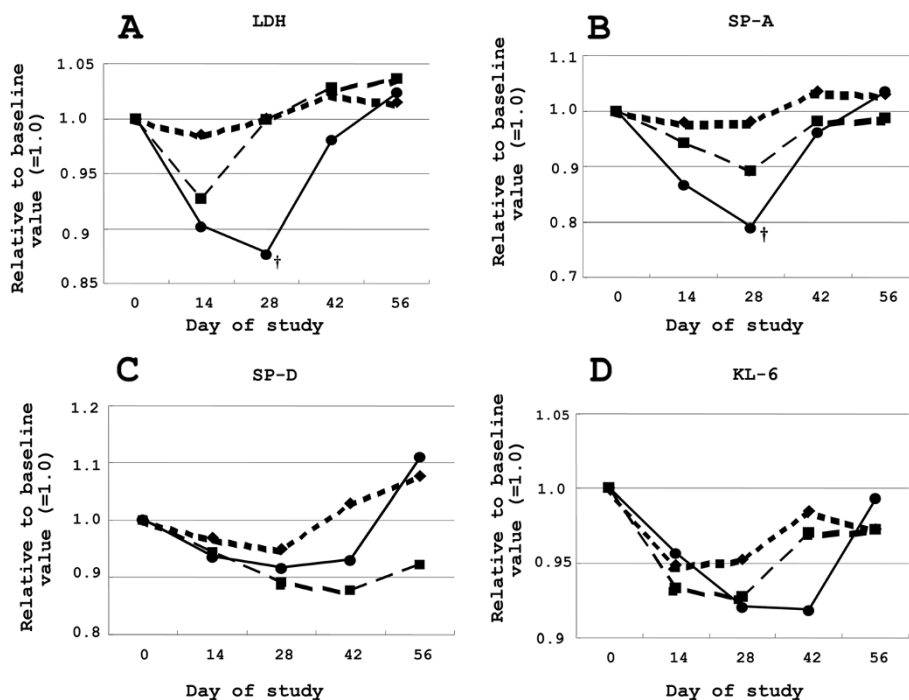 A
LDH
Relative to baseline
value (=1.0)
1.05
1.0
0.95
0.9
0.85
†
0 14 28 42 56
Day of study
B
SP-A
Relative to baseline
value (=1.0)
1.1
1.0
0.9
0.8
0.7
†
0 14 28 42 56
Day of study
C
SP-D
Relative to baseline
value (=1.0)
1.2
1.1
1.0
0.9
0.8
0 14 28 42 56
Day of study
D
KL-6
Relative to baseline
value (=1.0)
1.05
1.0
0.95
0.9
0 14 28 42 56
Day of study